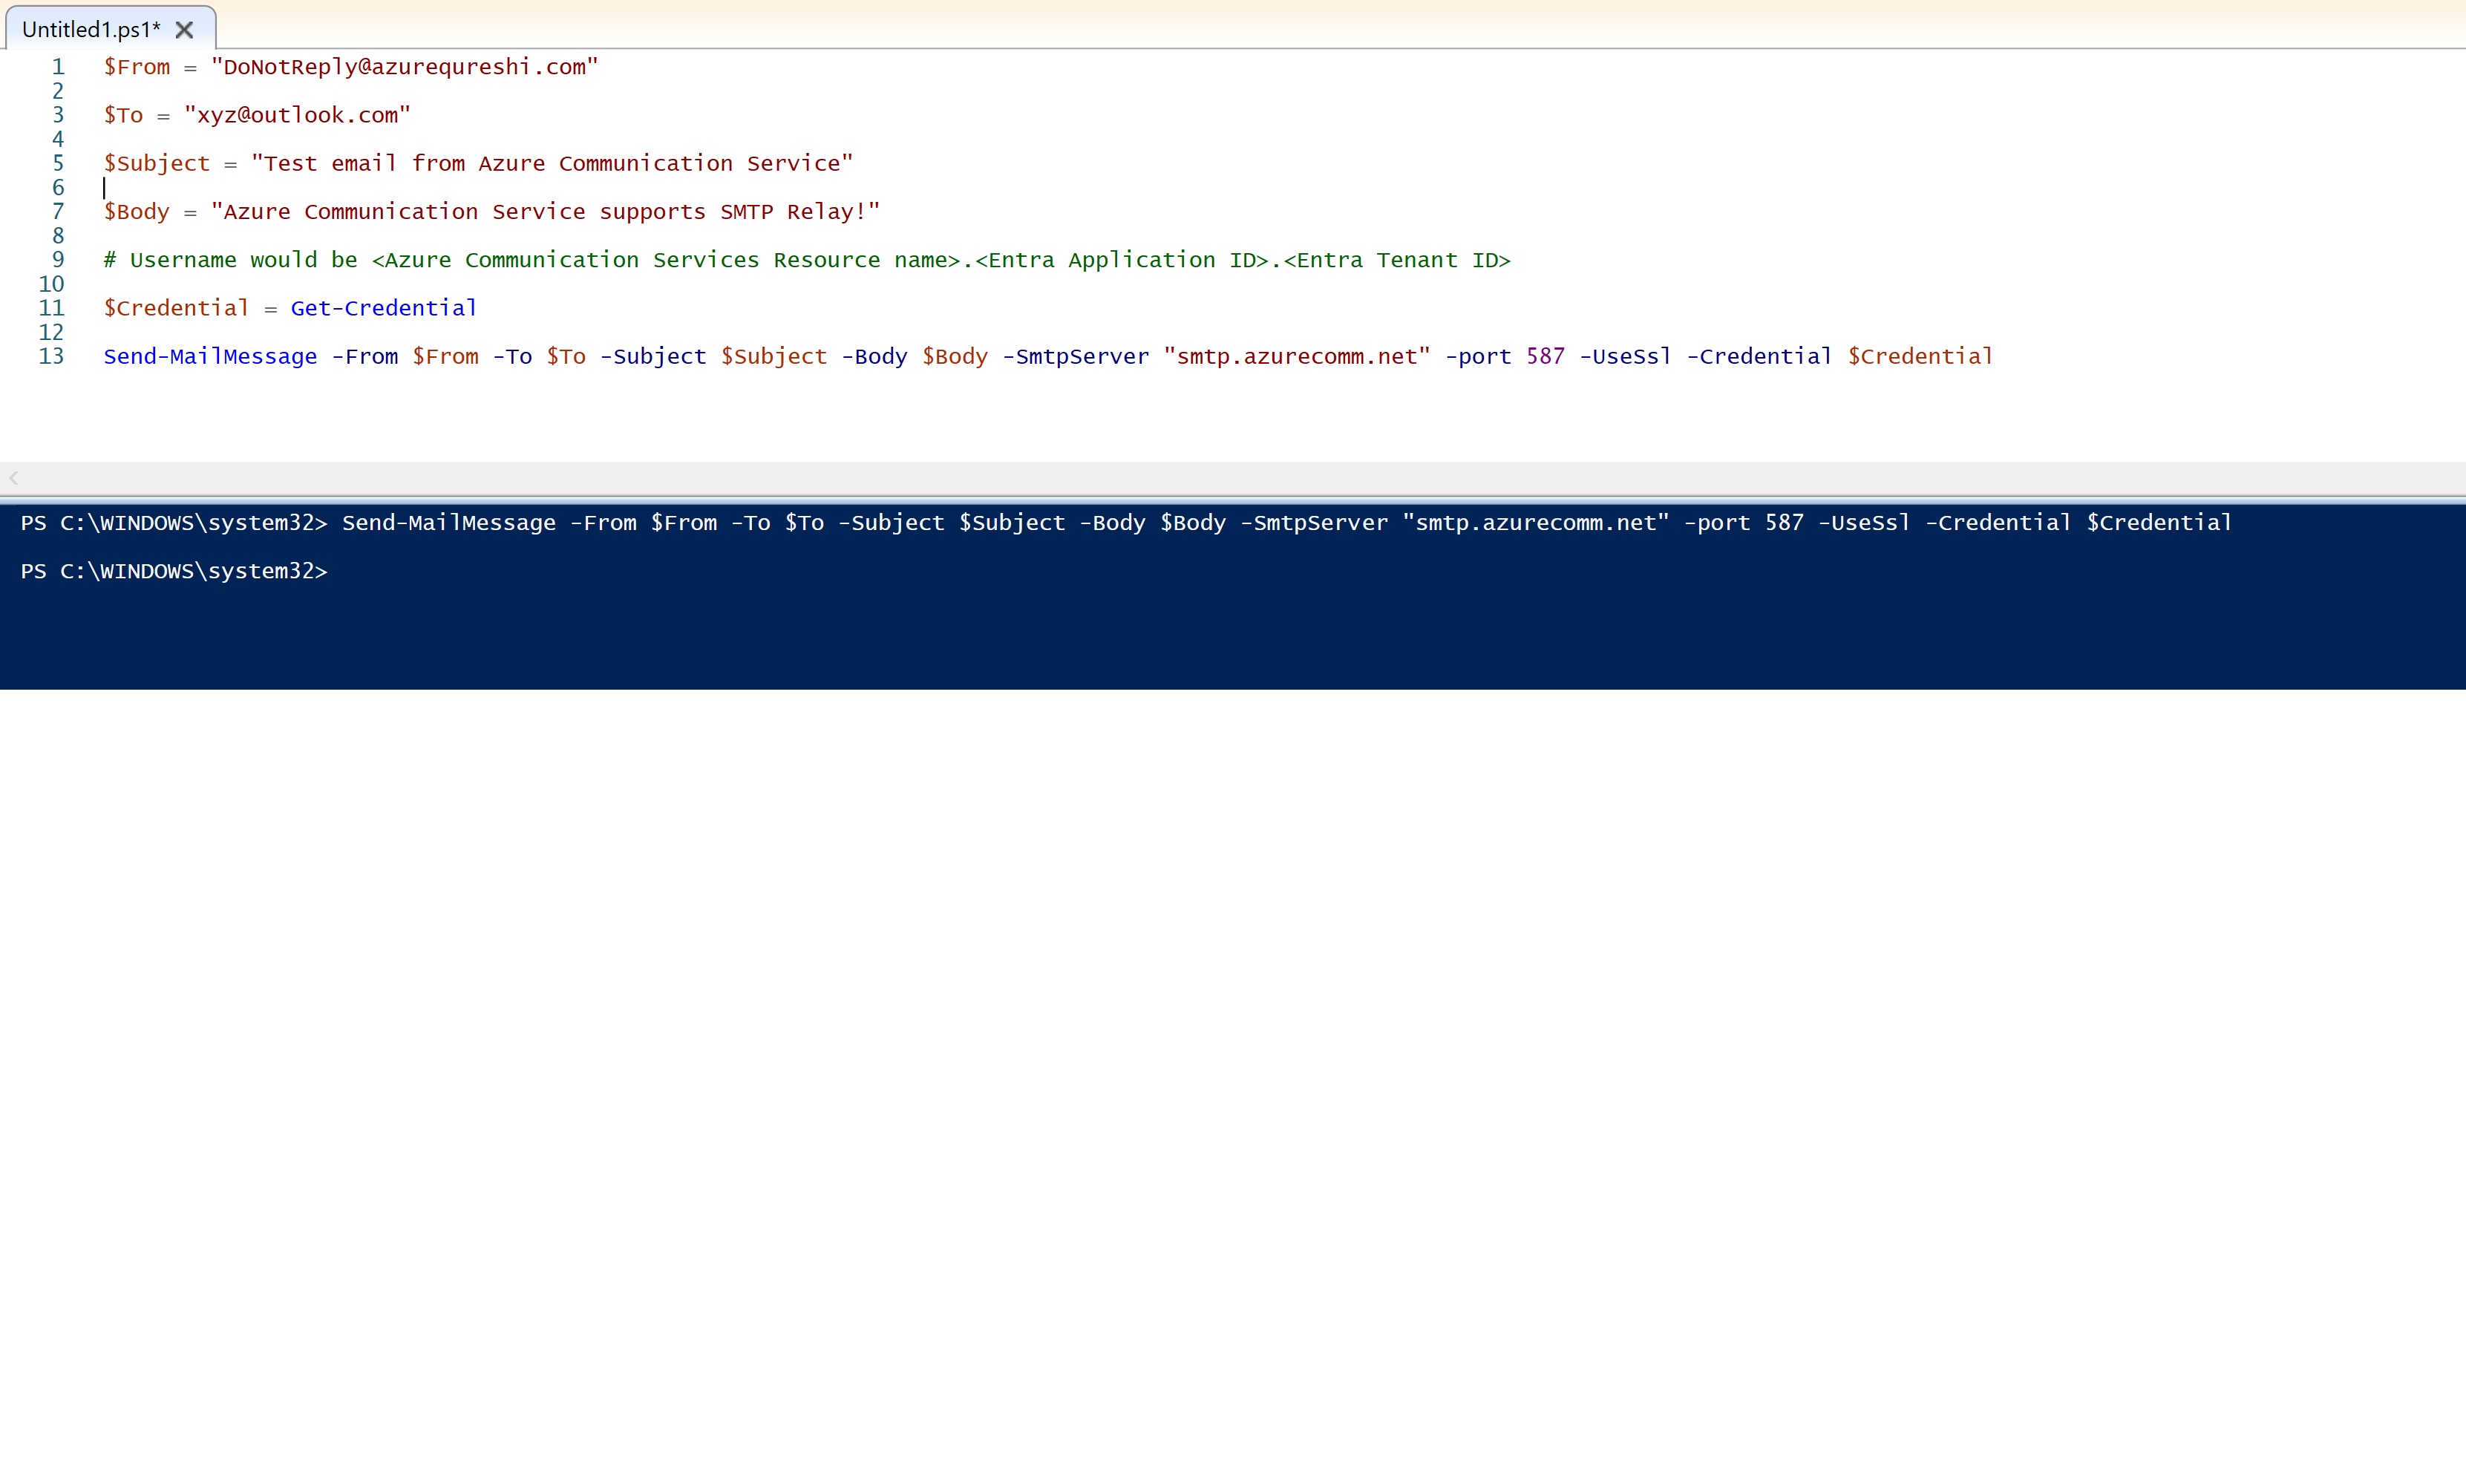 Untitled1.ps1*
1 $From = "DoNotReply@azurequreshi.com"
2
3 $To = "xyz@outlook.com"
4
5 $Subject = "Test email from Azure Communication Service"
6
7 $Body = "Azure Communication Service supports SMTP Relay!"
8
9 # Username would be <Azure Communication Services Resource name>.<Entra Application ID>.<Entra Tenant ID>
10
11 $Credential = Get-Credential
12
13 Send-MailMessage -From $From -To $To -Subject $Subject -Body $Body -SmtpServer "smtp.azurecomm.net" -port 587 -UseSsl -Credential $Credential
PS C:\WINDOWS\system32> Send-MailMessage -From $From -To $To -Subject $Subject -Body $Body -SmtpServer "smtp.azurecomm.net" -port 587 -UseSsl -Credential $Credential
PS C:\WINDOWS\system32>